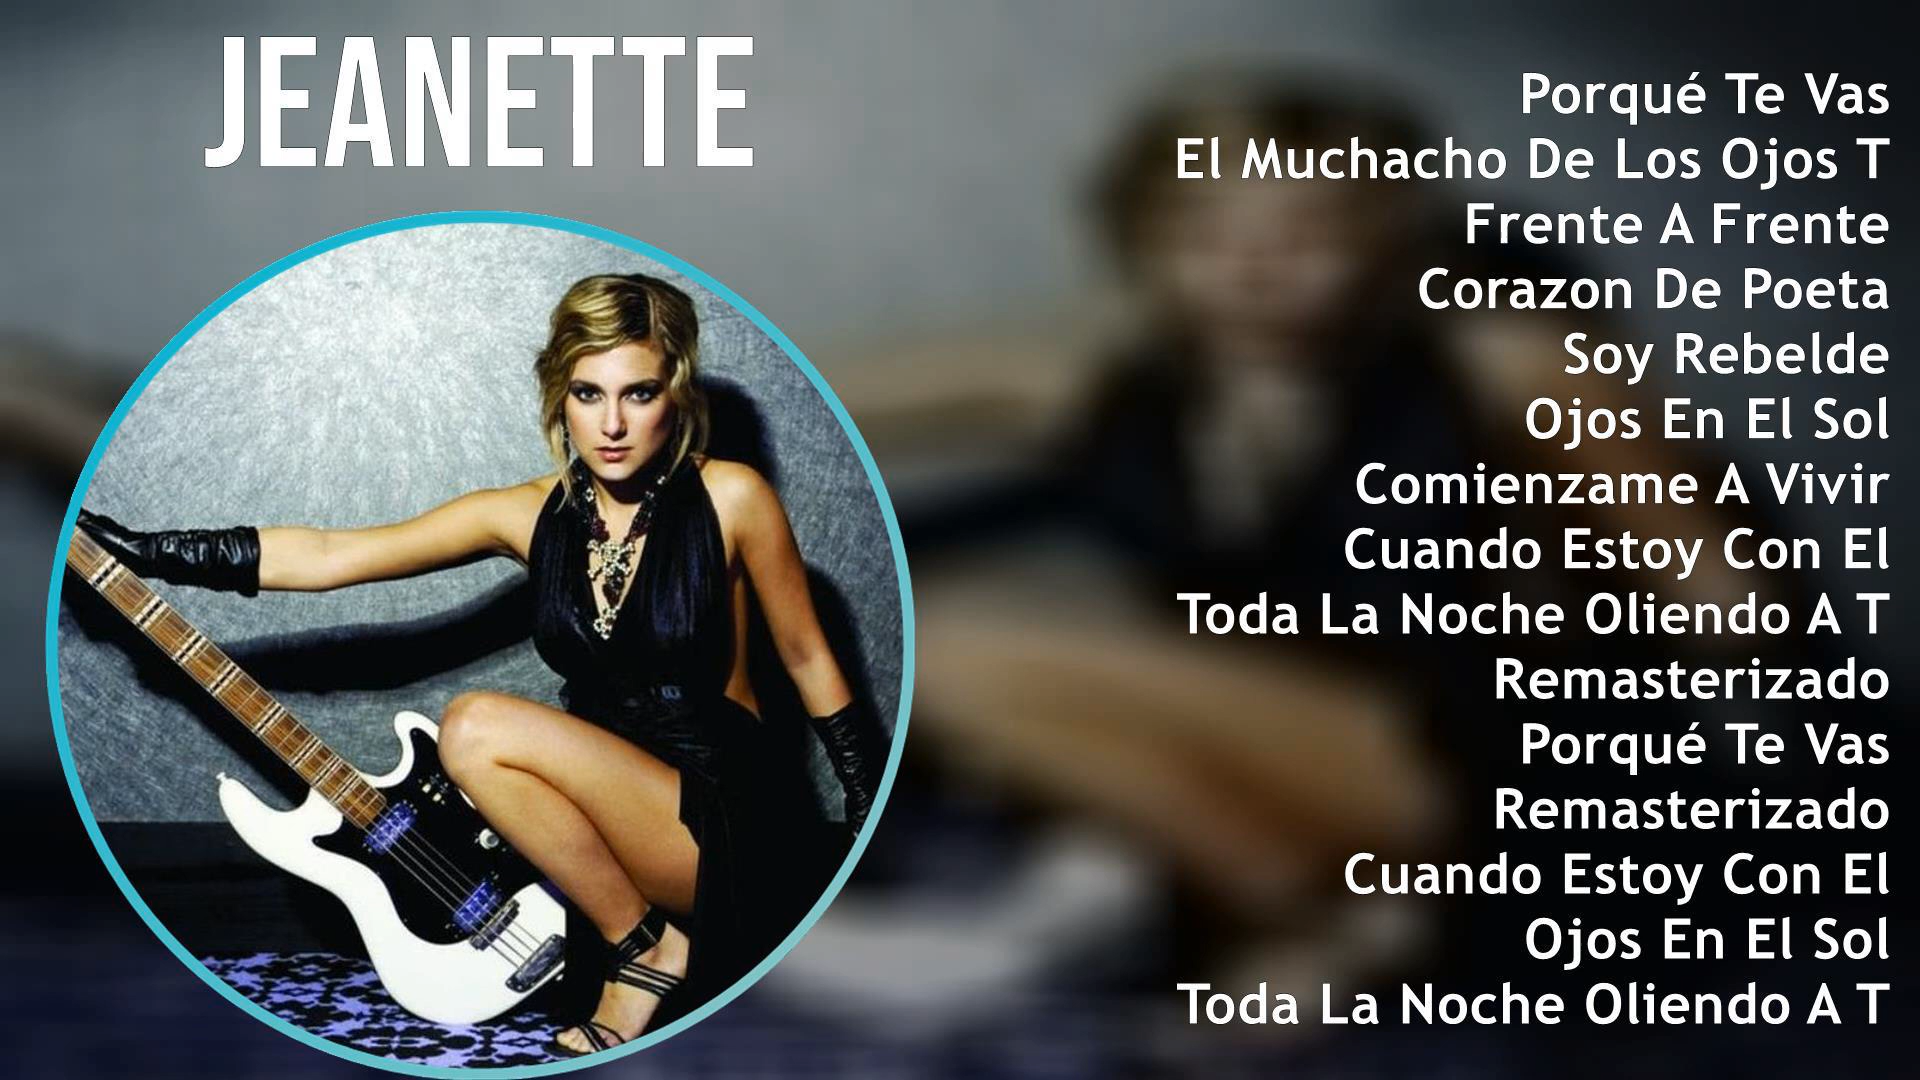 JEANETTE
Porqué Te Vas
El Muchacho De Los Ojos T
Frente A Frente
Corazon De Poeta
Soy Rebelde
Ojos En El Sol
Comienzame A Vivir
Cuando Estoy Con El
Toda La Noche Oliendo A T
Remasterizado
Porqué Te Vas
Remasterizado
Cuando Estoy Con El
Ojos En El Sol
Toda La Noche Oliendo A T